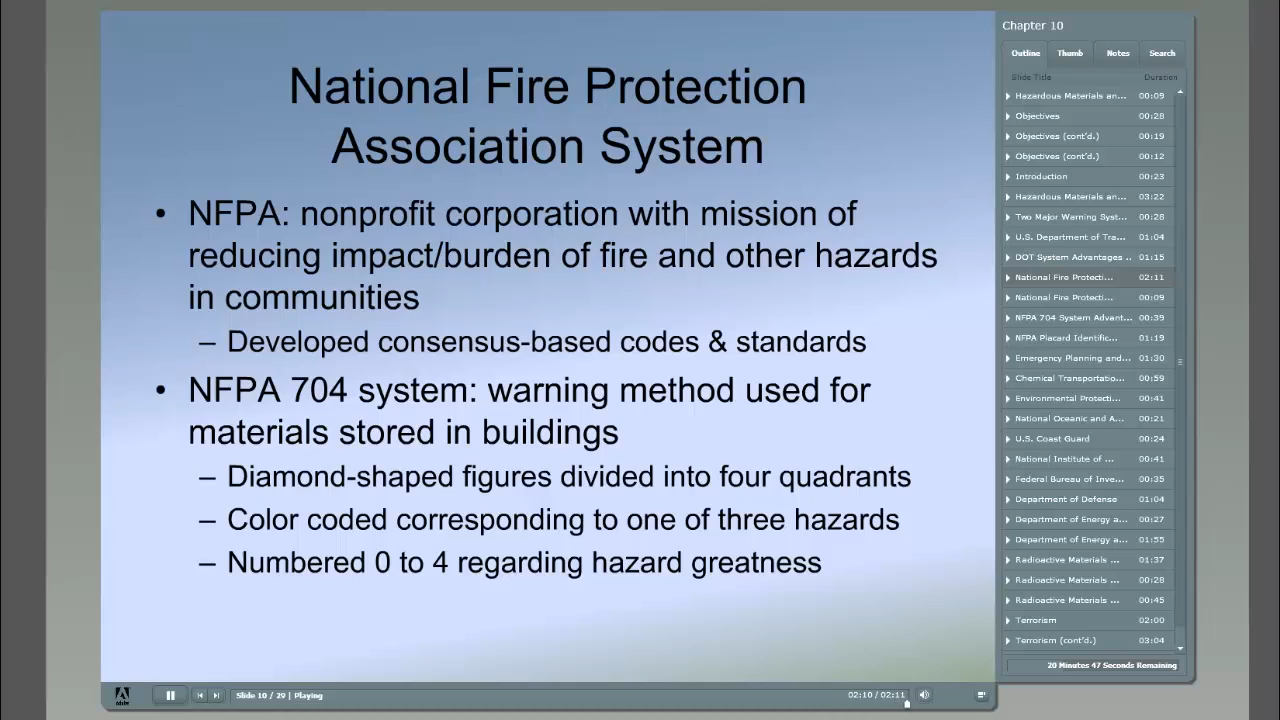 National Fire Protection
Association System
• NFPA: nonprofit corporation with mission of
reducing impact/burden of fire and other hazards
in communities
– Developed consensus-based codes & standards
• NFPA 704 system: warning method used for
materials stored in buildings
– Diamond-shaped figures divided into four quadrants
– Color coded corresponding to one of three hazards
– Numbered 0 to 4 regarding hazard greatness
Chapter 10
Outline Thumb Notes Search
Slide Title Duration
Hazardous Materials an... 00:09
Objectives 00:28
Objectives (cont'd.) 00:19
Objectives (cont'd.) 00:12
Introduction 00:23
Hazardous Materials and... 03:22
Two Major Warning Syst... 00:28
U.S. Department of Tra... 01:04
DOT System Advantages .. 01:15
National Fire Protecti... 02:11
National Fire Protecti... 00:09
NFPA 704 System Advant... 00:39
NFPA Placard Identific... 01:19
Emergency Planning and... 01:30
Chemical Transportatio... 00:59
Environmental Protecti... 00:41
National Oceanic and A... 00:21
U.S. Coast Guard 00:24
National Institute of ... 00:41
Federal Bureau of Inve... 00:35
Department of Defense 01:04
Department of Energy a... 00:27
Department of Energy a... 01:55
Radioactive Materials ... 01:37
Radioactive Materials ... 00:28
Radioactive Materials ... 00:45
Terrorism 02:00
Terrorism (cont'd.) 03:04
20 Minutes 47 Seconds Remaining
Adobe Slide 10 / 29 | Playing 02:10 / 02:11